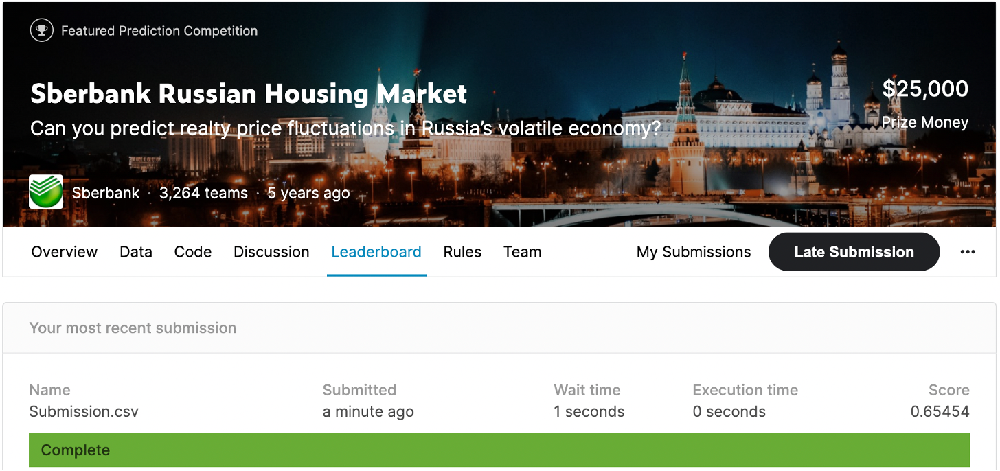 Featured Prediction Competition
Sberbank Russian Housing Market
$25,000
Can you predict realty price fluctuations in Russia's volatile economy?
Prize Money
Sberbank · 3,264 teams · 5 years ago
Overview Data Code Discussion Leaderboard Rules Team My Submissions Late Submission
Your most recent submission
Name Submitted Wait time Execution time Score
Submission.csv a minute ago 1 seconds 0 seconds 0.65454
Complete